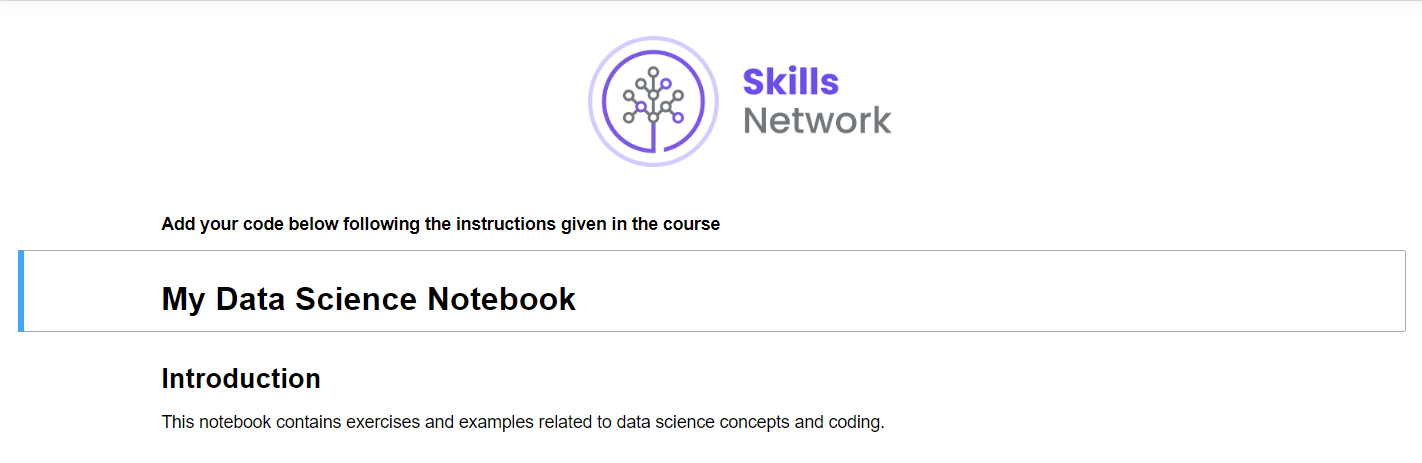 Skills
Network
Add your code below following the instructions given in the course
My Data Science Notebook
Introduction
This notebook contains exercises and examples related to data science concepts and coding.